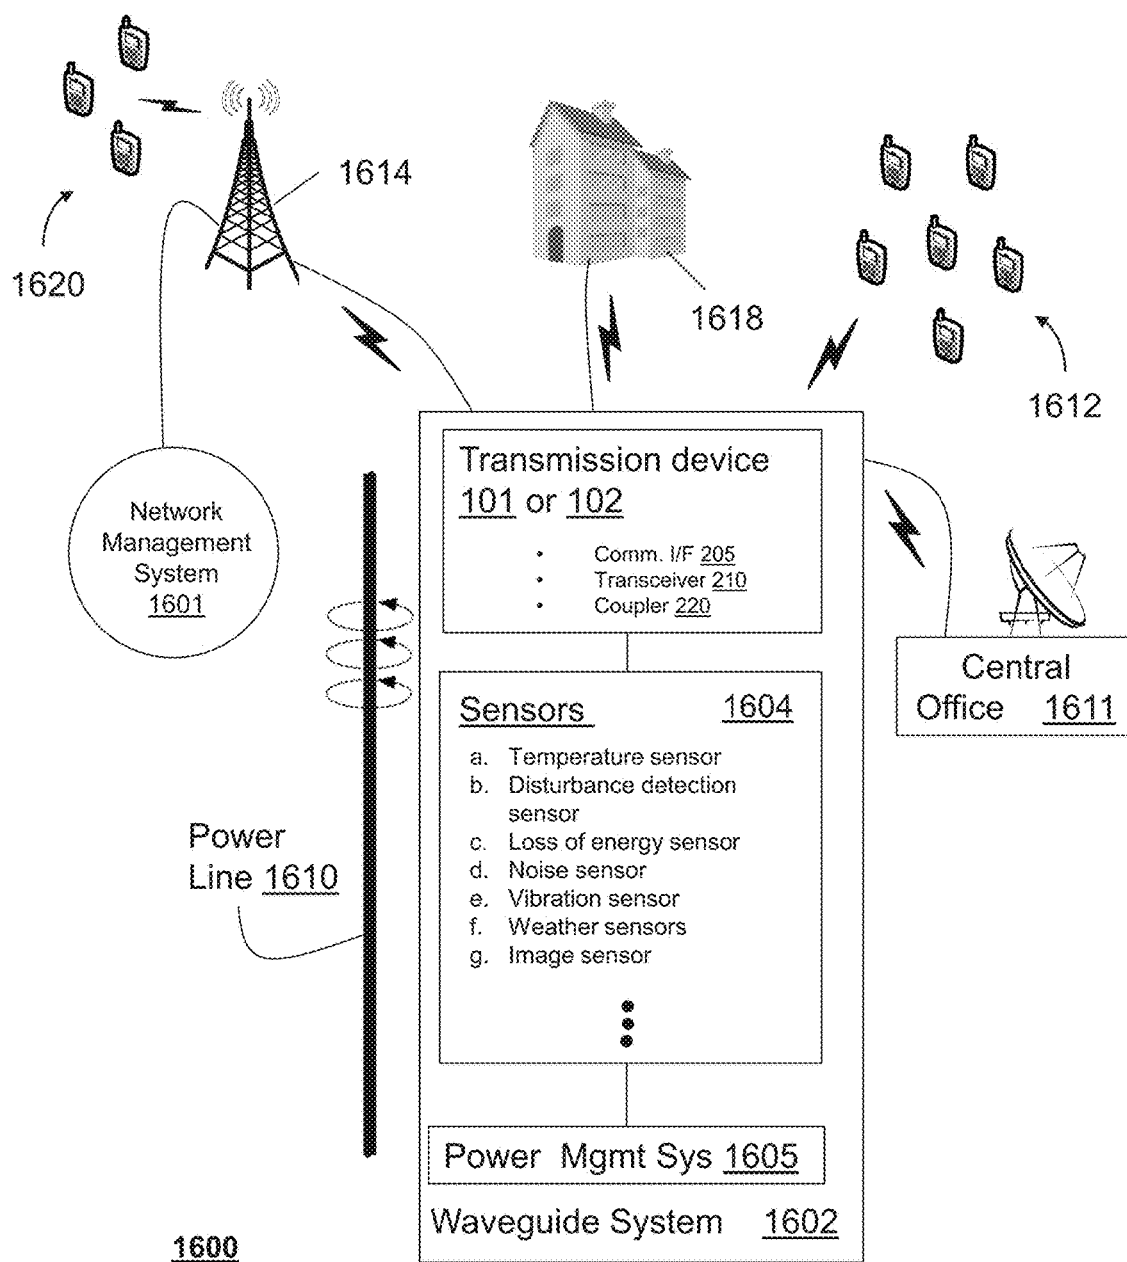 1614
1620
1618
1612
Network
Management
System
1601
Transmission device
101 or 102
• Comm. I/F 205
• Transceiver 210
• Coupler 220
Central
Office 1611
Sensors 1604
a. Temperature sensor
b. Disturbance detection
sensor
c. Loss of energy sensor
d. Noise sensor
e. Vibration sensor
f. Weather sensors
g. Image sensor
Power
Line 1610
Power Mgmt Sys 1605
Waveguide System 1602
1600